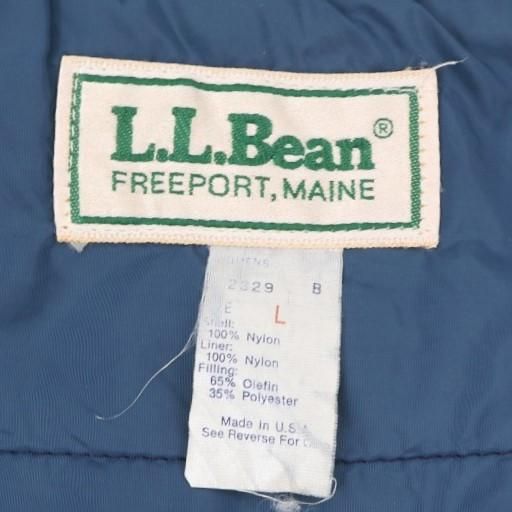 L.L.Bean®
FREEPORT, MAINE
2329 B
E L
Shell:
100% Nylon
Liner:
100% Nylon
Filling:
65% Olefin
35% Polyester
Made in U.S
See Reverse For